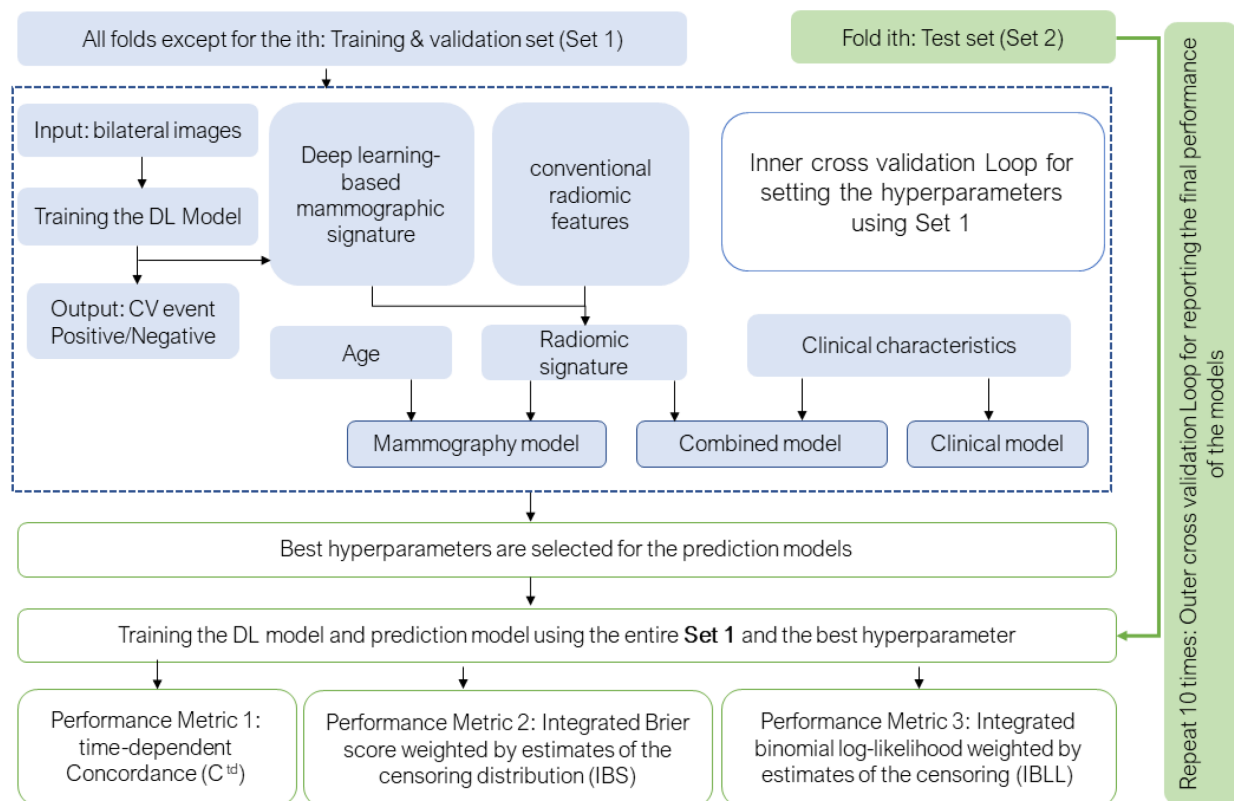 All folds except for the ith: Training & validation set (Set 1)
Fold ith: Test set (Set 2)
Input: bilateral images
Training the DL Model
Output: CV event
Positive/Negative
Deep learning-
based
mammographic
signature
conventional
radiomic
features
Inner cross validation Loop for
setting the hyperparameters
using Set 1
Age
Radiomic
signature
Clinical characteristics
Mammography model
Combined model
Clinical model
Best hyperparameters are selected for the prediction models
Training the DL model and prediction model using the entire Set 1 and the best hyperparameter
Performance Metric 1:
time-dependent
Concordance (C^td)
Performance Metric 2: Integrated Brier
score weighted by estimates of the
censoring distribution (IBS)
Performance Metric 3: Integrated
binomial log-likelihood weighted by
estimates of the censoring (IBLL)
Repeat 10 times: Outer cross validation Loop for reporting the final performance
of the models